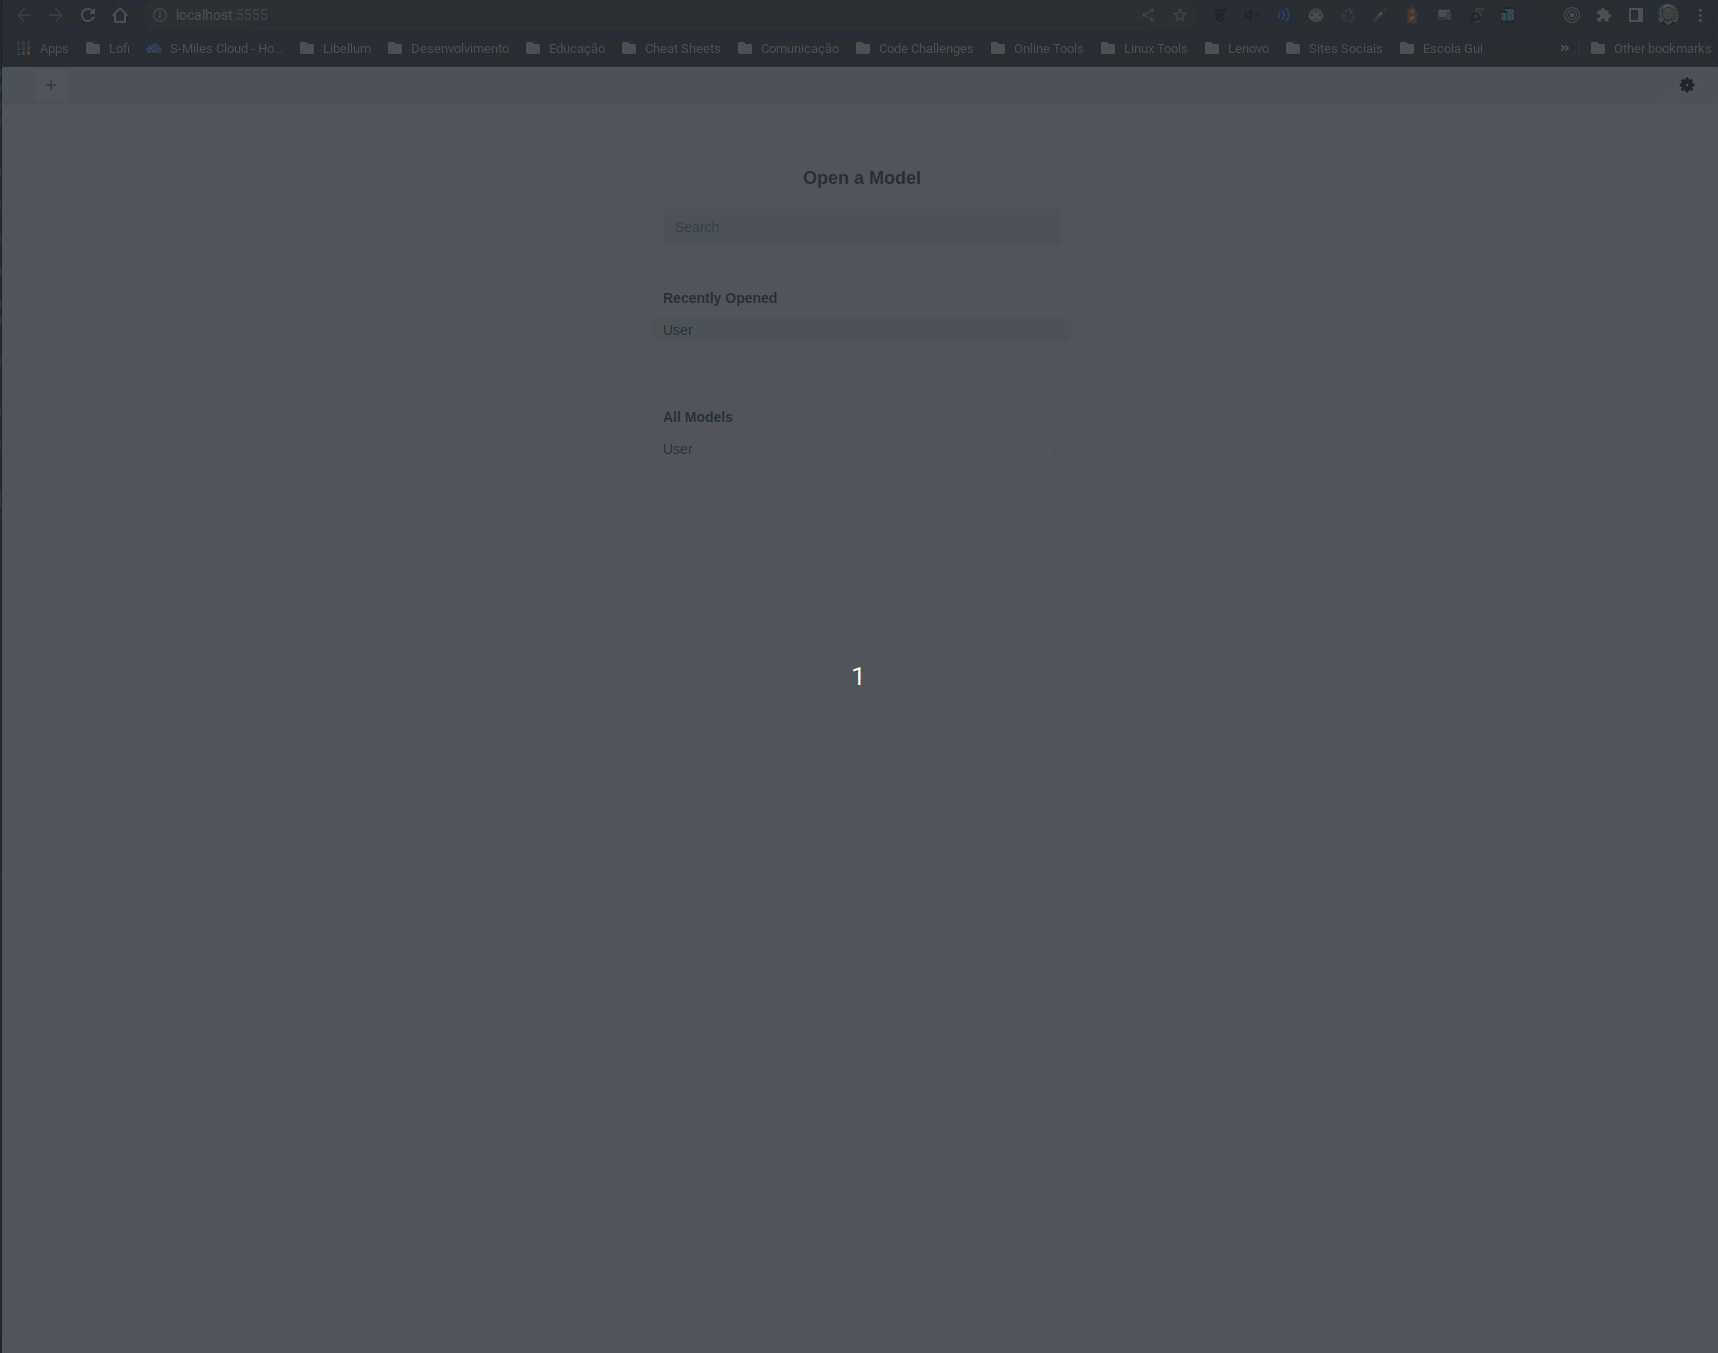 localhost:5555
Apps Lofi S-Miles Cloud - Ho... Libellum Desenvolvimento Educação Cheat Sheets Comunicação Code Challenges Online Tools Linux Tools Lenovo Sites Sociais Escola Gui » Other bookmarks
+
Open a Model
Search
Recently Opened
User
All Models
User
1